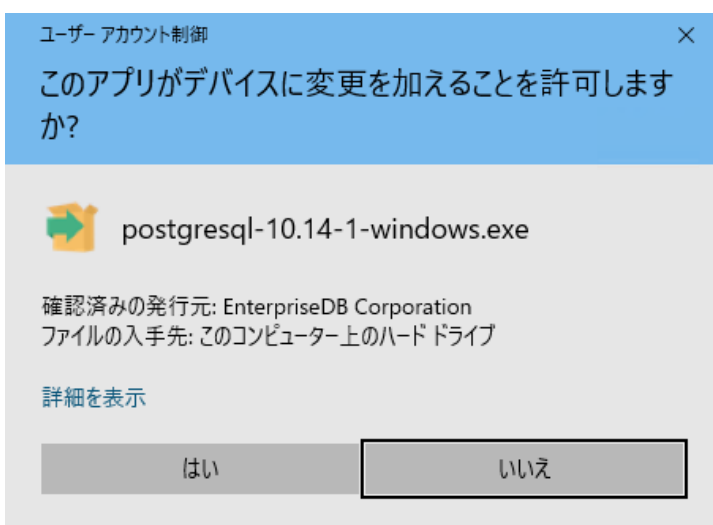 ユーザー アカウント制御
このアプリがデバイスに変更を加えることを許可します
か?
postgresql-10.14-1-windows.exe
確認済みの発行元: EnterpriseDB Corporation
ファイルの入手先: このコンピューター上のハード ドライブ
詳細を表示
はい
いいえ